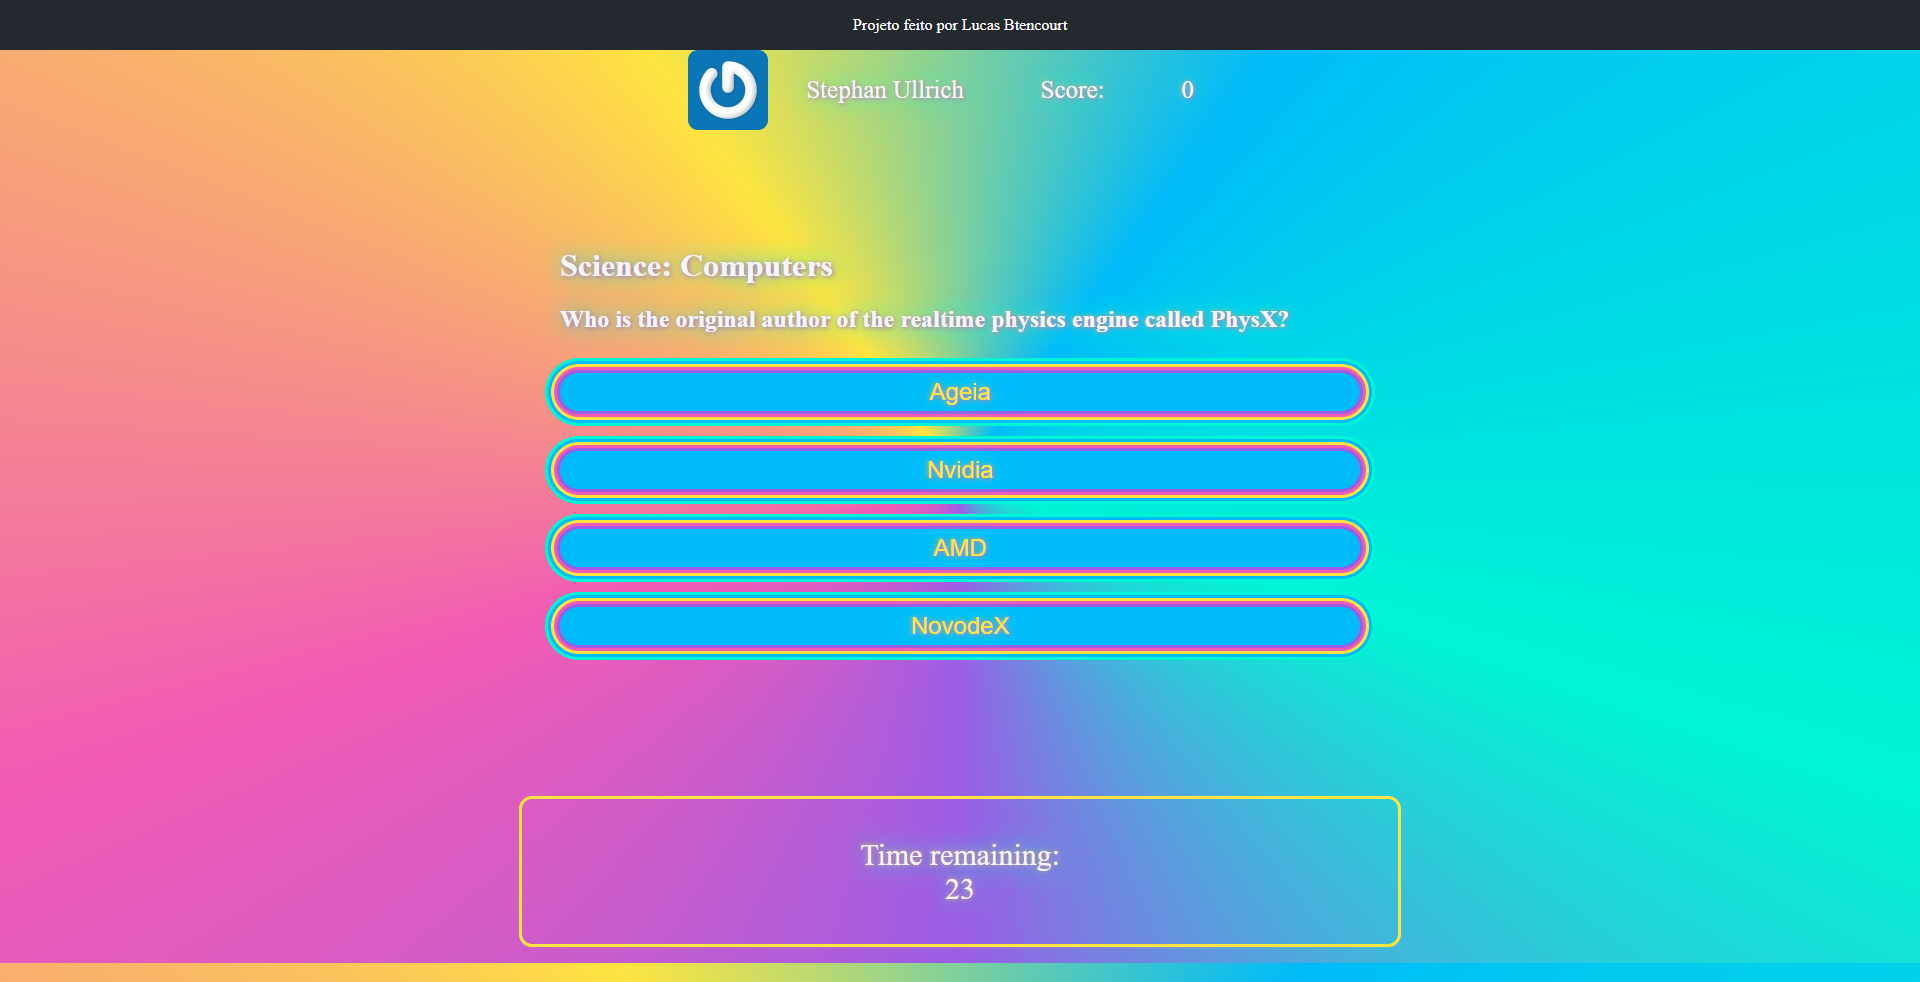 Projeto feito por Lucas Btencourt
Stephan Ullrich Score: 0
Science: Computers
Who is the original author of the realtime physics engine called PhysX?
Ageia
Nvidia
AMD
NovodeX
Time remaining:
23